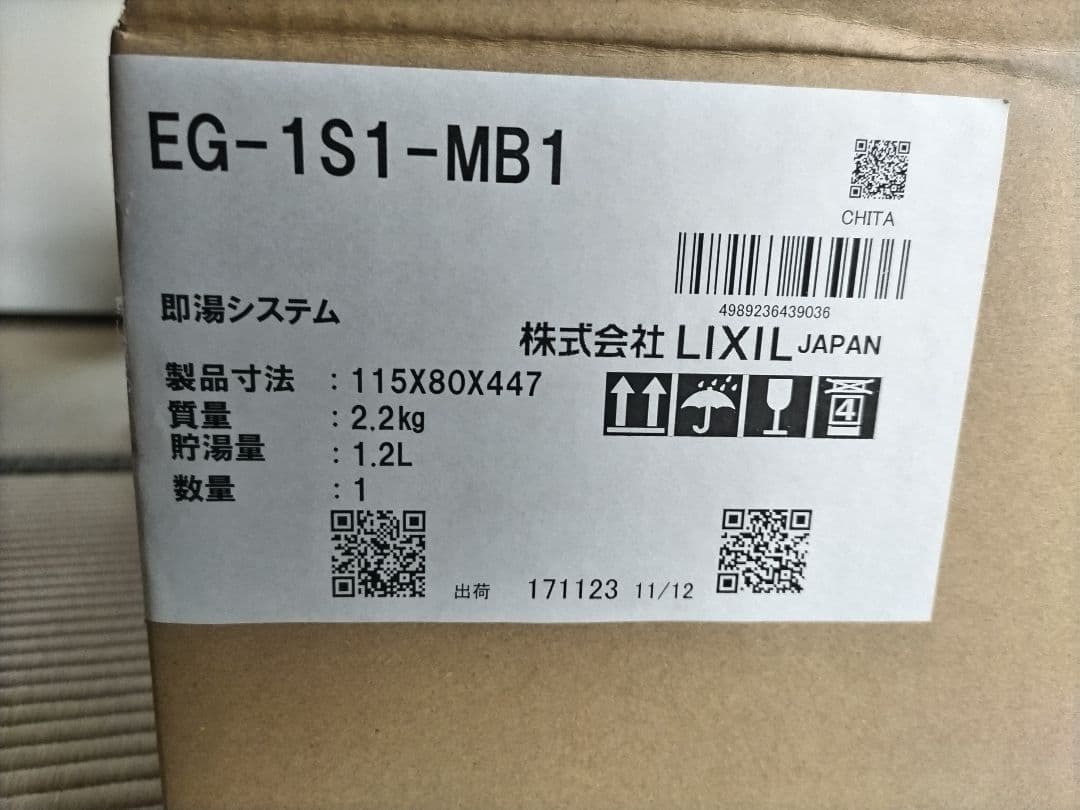 EG-1S1-MB1
CHITA
4989236439036
即湯システム
株式会社 LIXIL JAPAN
製品寸法 : 115X80X447
質量 : 2.2kg
貯湯量 : 1.2L
数量 : 1
4
出荷 171123 11/12